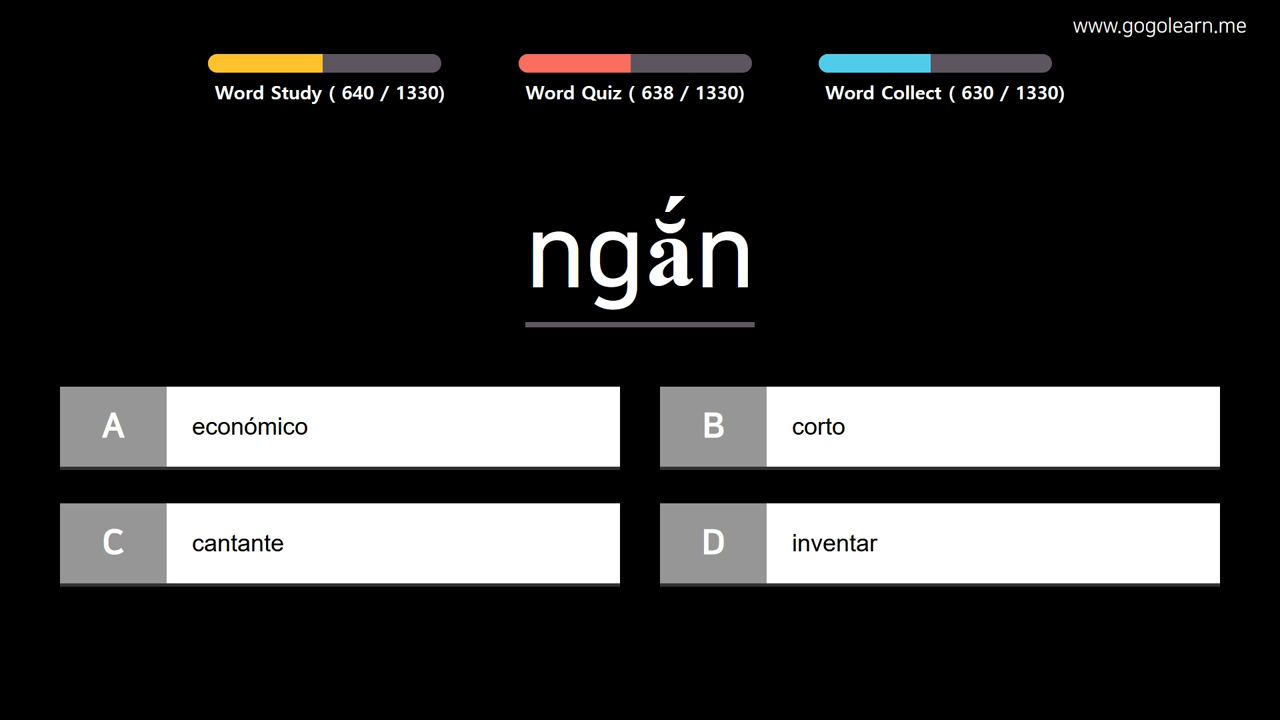 www.gogolearn.me
Word Study ( 640 / 1330)
Word Quiz ( 638 / 1330)
Word Collect ( 630 / 1330)
ngắn
A económico
B corto
C cantante
D inventar